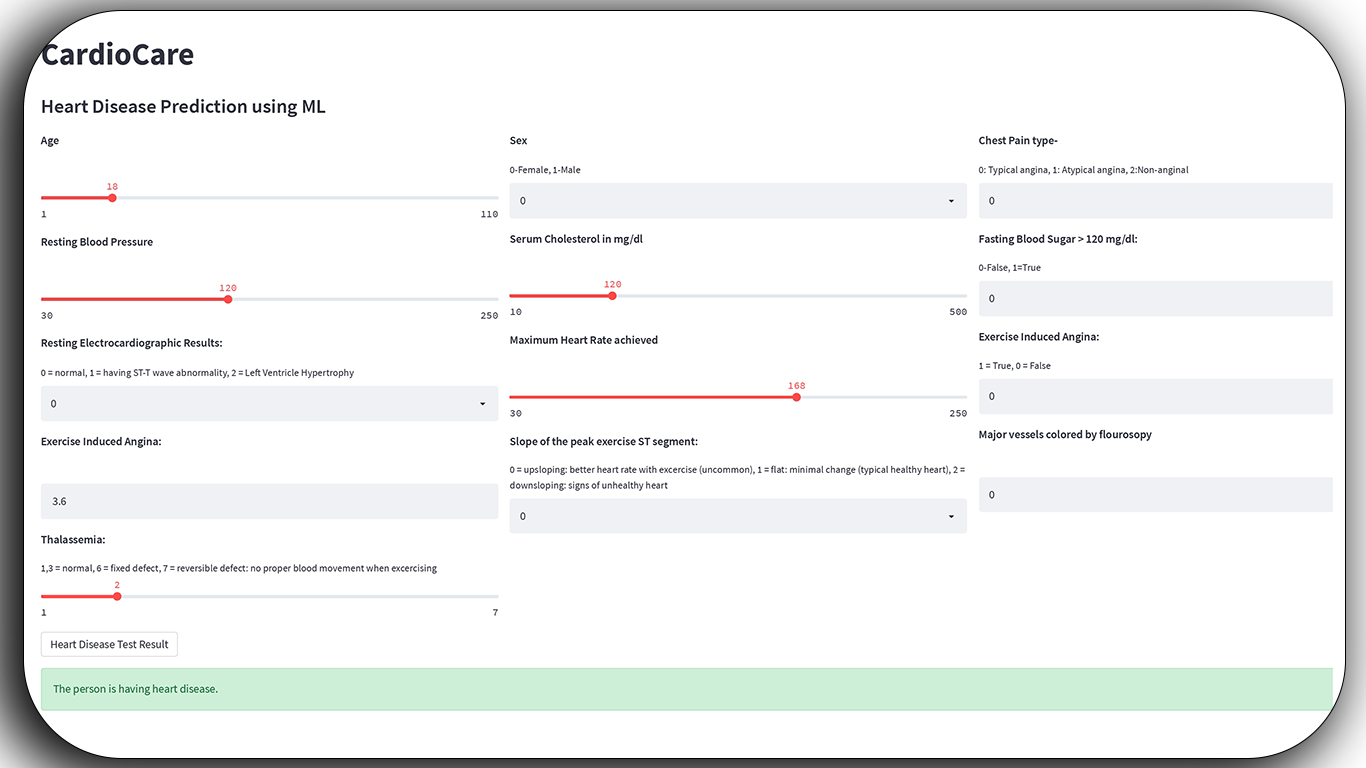 CardioCare
Heart Disease Prediction using ML
Age
18
1 110
Resting Blood Pressure
120
30 250
Resting Electrocardiographic Results:
0 = normal, 1 = having ST-T wave abnormality, 2 = Left Ventricle Hypertrophy
0
Exercise Induced Angina:
3.6
Thalassemia:
1,3 = normal, 6 = fixed defect, 7 = reversible defect: no proper blood movement when excercising
2
1 7
Heart Disease Test Result
Sex
0-Female, 1-Male
0
Serum Cholesterol in mg/dl
120
10 500
Maximum Heart Rate achieved
168
30 250
Slope of the peak exercise ST segment:
0 = upsloping: better heart rate with excercise (uncommon), 1 = flat: minimal change (typical healthy heart), 2 =
downsloping: signs of unhealthy heart
0
Chest Pain type-
0: Typical angina, 1: Atypical angina, 2:Non-anginal
0
Fasting Blood Sugar > 120 mg/dl:
0-False, 1=True
0
Exercise Induced Angina:
1 = True, 0 = False
0
Major vessels colored by flourosopy
0
The person is having heart disease.